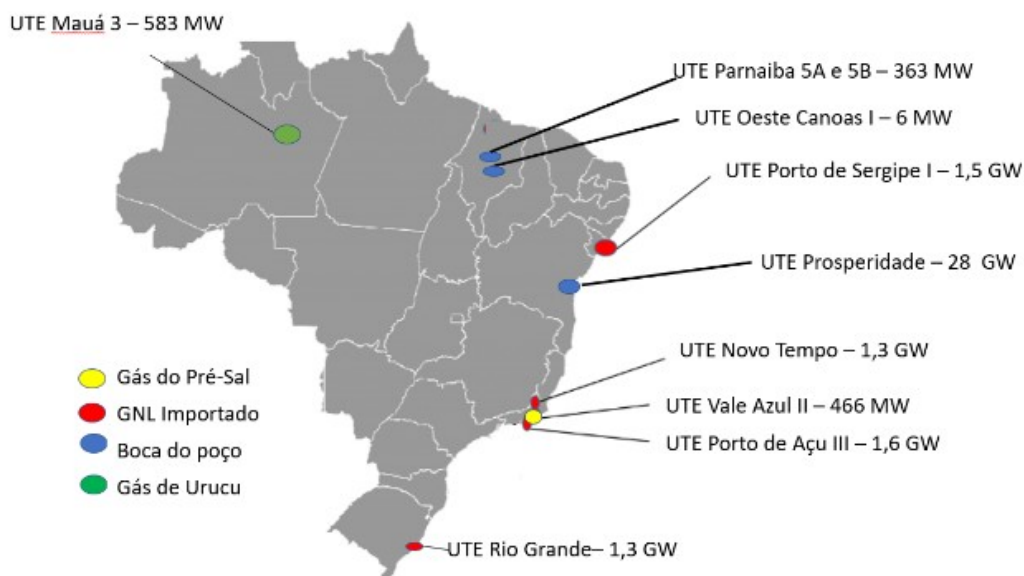 UTE Mauá 3 – 583 MW
UTE Parnaiba 5A e 5B – 363 MW
UTE Oeste Canoas I – 6 MW
UTE Porto de Sergipe I – 1,5 GW
UTE Prosperidade – 28 GW
UTE Novo Tempo – 1,3 GW
UTE Vale Azul II – 466 MW
UTE Porto de Açu III – 1,6 GW
UTE Rio Grande– 1,3 GW
Gás do Pré-Sal
GNL Importado
Boca do poço
Gás de Urucu